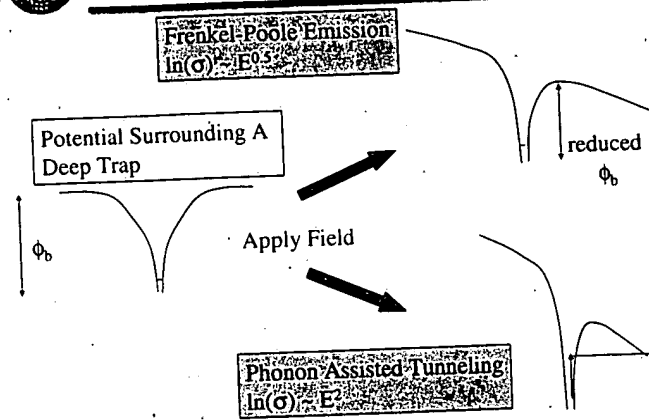 Frenkel-Poole Emission
ln(σ) ~ E^0.5
Potential Surrounding A
Deep Trap
reduced
ϕb
ϕb
Apply Field
Phonon Assisted Tunneling
ln(σ) ~ E^2